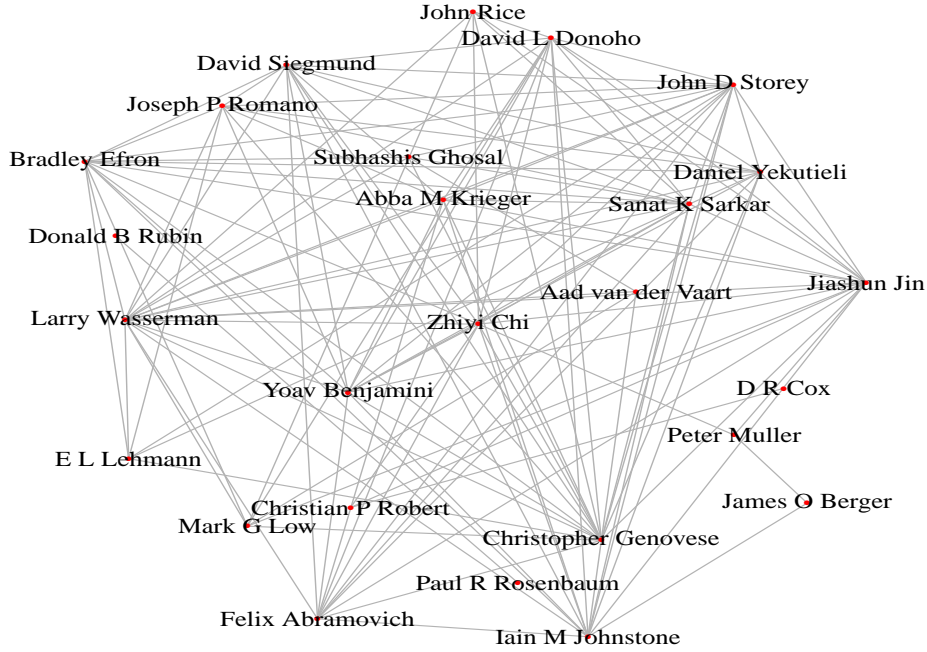 John Rice
David L Donoho
David Siegmund
John D Storey
Joseph P Romano
Bradley Efron
Subhashis Ghosal
Daniel Yekutieli
Abba M Krieger
Sanat K Sarkar
Donald B Rubin
Jiashun Jin
Aad van der Vaart
Larry Wasserman
Zhiyi Chi
Yoav Benjamini
D R Cox
Peter Muller
E L Lehmann
James O Berger
Christian P Robert
Mark G Low
Christopher Genovese
Paul R Rosenbaum
Felix Abramovich
Iain M Johnstone